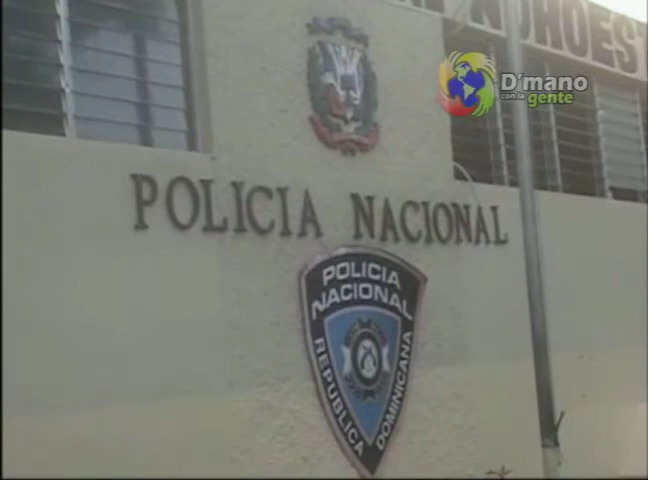 D'mano
con la
gente
POLICIA NACIONAL
POLICIA
NACIONAL
REPUBLICA
DOMINICANA